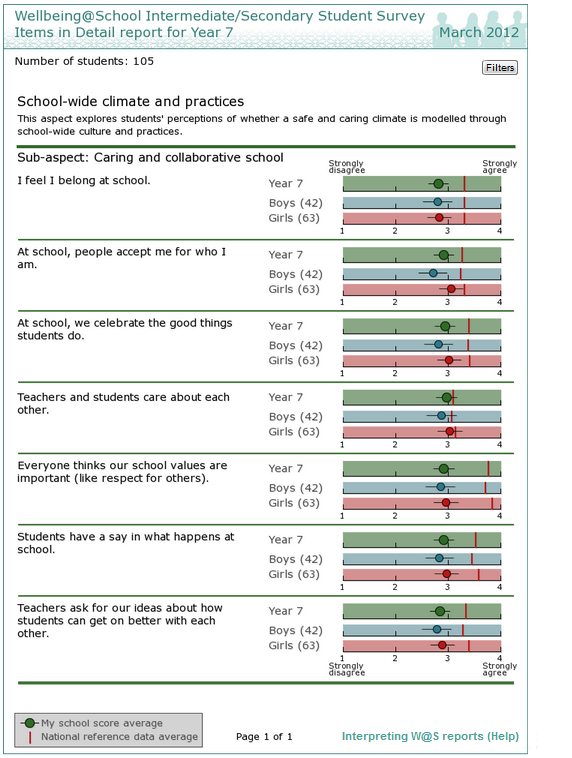 Wellbeing@School Intermediate/Secondary Student Survey
Items in Detail report for Year 7
March 2012
Number of students: 105
Filters
School-wide climate and practices
This aspect explores students' perceptions of whether a safe and caring climate is modelled through
school-wide culture and practices.
Sub-aspect: Caring and collaborative school
Strongly
disagree
Strongly
agree
I feel I belong at school.
Year 7
Boys (42)
Girls (63)
1 2 3 4
At school, people accept me for who I
am.
Year 7
Boys (42)
Girls (63)
1 2 3 4
At school, we celebrate the good things
students do.
Year 7
Boys (42)
Girls (63)
1 2 3 4
Teachers and students care about each
other.
Year 7
Boys (42)
Girls (63)
1 2 3 4
Everyone thinks our school values are
important (like respect for others).
Year 7
Boys (42)
Girls (63)
1 2 3 4
Students have a say in what happens at
school.
Year 7
Boys (42)
Girls (63)
1 2 3 4
Teachers ask for our ideas about how
students can get on better with each
other.
Year 7
Boys (42)
Girls (63)
1 2 3 4
Strongly
disagree
Strongly
agree
My school score average
National reference data average
Page 1 of 1
Interpreting W@S reports (Help)